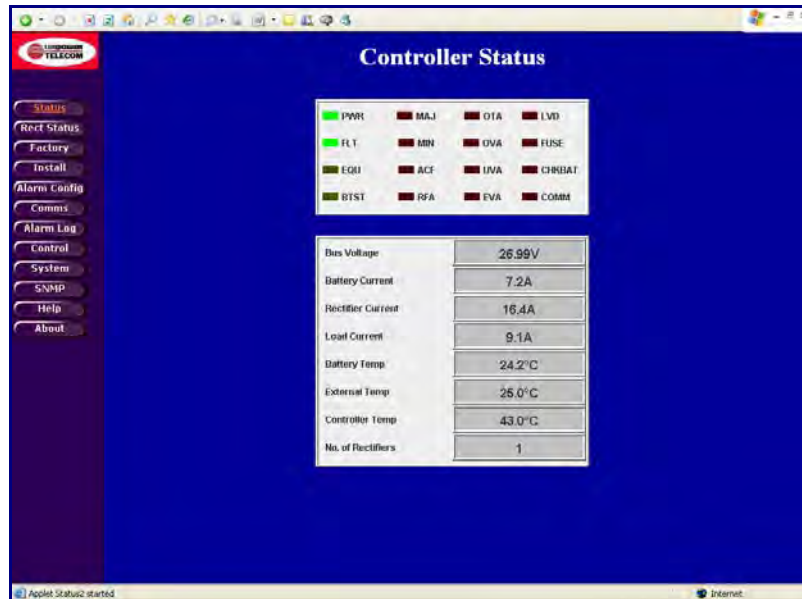 TELECOM
Controller Status
Status
Rect Status
Factory
Install
Alarm Config
Comms
Alarm Log
Control
System
SNMP
Help
About
PWR MAJ OTA LVD
FLT MIN OVA FUSE
EQU ACF UVA CHKBAT
BTST RFA EVA COMM
Bus Voltage 26.99V
Battery Current 7.2A
Rectifier Current 16.4A
Load Current 9.1A
Battery Temp 24.2°C
External Temp 25.0°C
Controller Temp 43.0°C
No. of Rectifiers 1
Applet Status2 started
Internet